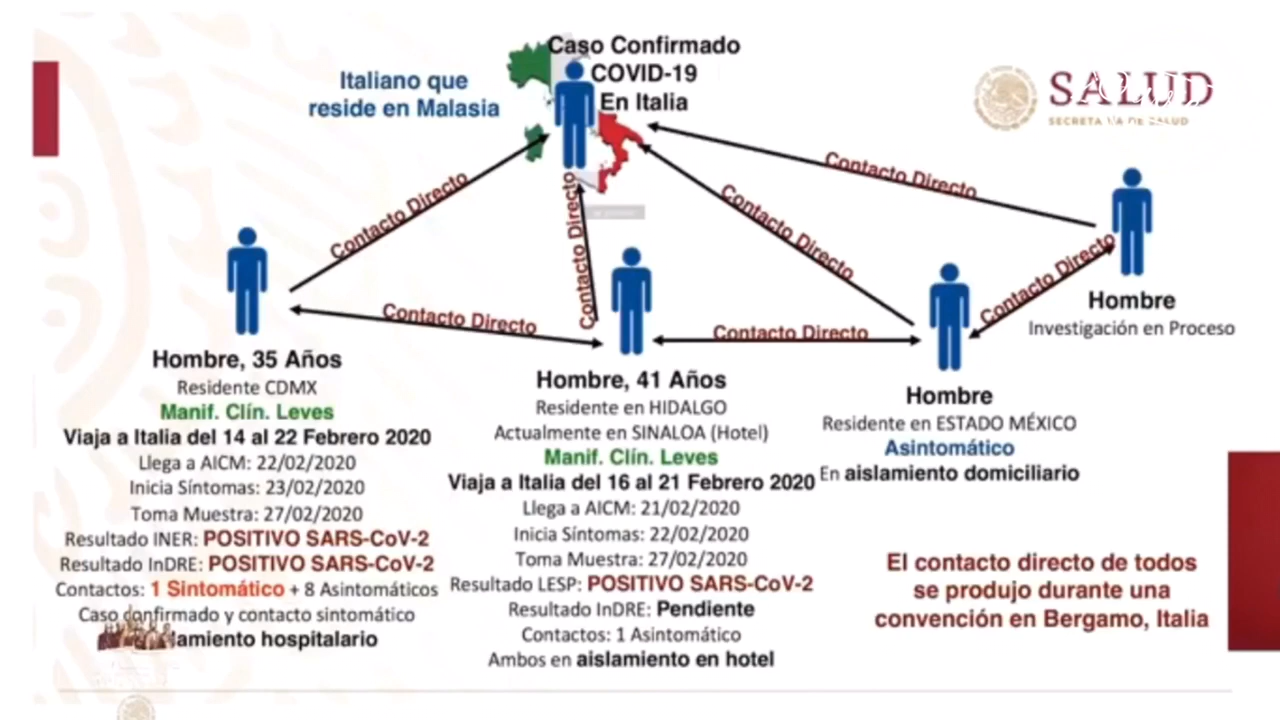 Caso Confirmado
COVID-19
En Italia
Italiano que
reside en Malasia
SALUD
SECRETARÍA DE SALUD
Contacto Directo
Contacto Directo
Contacto Directo
Contacto Directo
Contacto Directo
Contacto Directo
Contacto Directo
Hombre, 35 Años
Residente CDMX
Manif. Clín. Leves
Viaja a Italia del 14 al 22 Febrero 2020
Llega a AICM: 22/02/2020
Inicia Síntomas: 23/02/2020
Toma Muestra: 27/02/2020
Resultado INER: POSITIVO SARS-CoV-2
Resultado InDRE: POSITIVO SARS-CoV-2
Contactos: 1 Sintomático + 8 Asintomáticos
Caso confirmado y contacto sintomático
lamiento hospitalario
Hombre, 41 Años
Residente en HIDALGO
Actualmente en SINALOA (Hotel)
Manif. Clín. Leves
Viaja a Italia del 16 al 21 Febrero 2020
Llega a AICM: 21/02/2020
Inicia Síntomas: 22/02/2020
Toma Muestra: 27/02/2020
Resultado LESP: POSITIVO SARS-CoV-2
Resultado InDRE: Pendiente
Contactos: 1 Asintomático
Ambos en aislamiento en hotel
Hombre
Residente en ESTADO MÉXICO
Asintomático
En aislamiento domiciliario
Hombre
Investigación en Proceso
El contacto directo de todos
se produjo durante una
convención en Bergamo, Italia